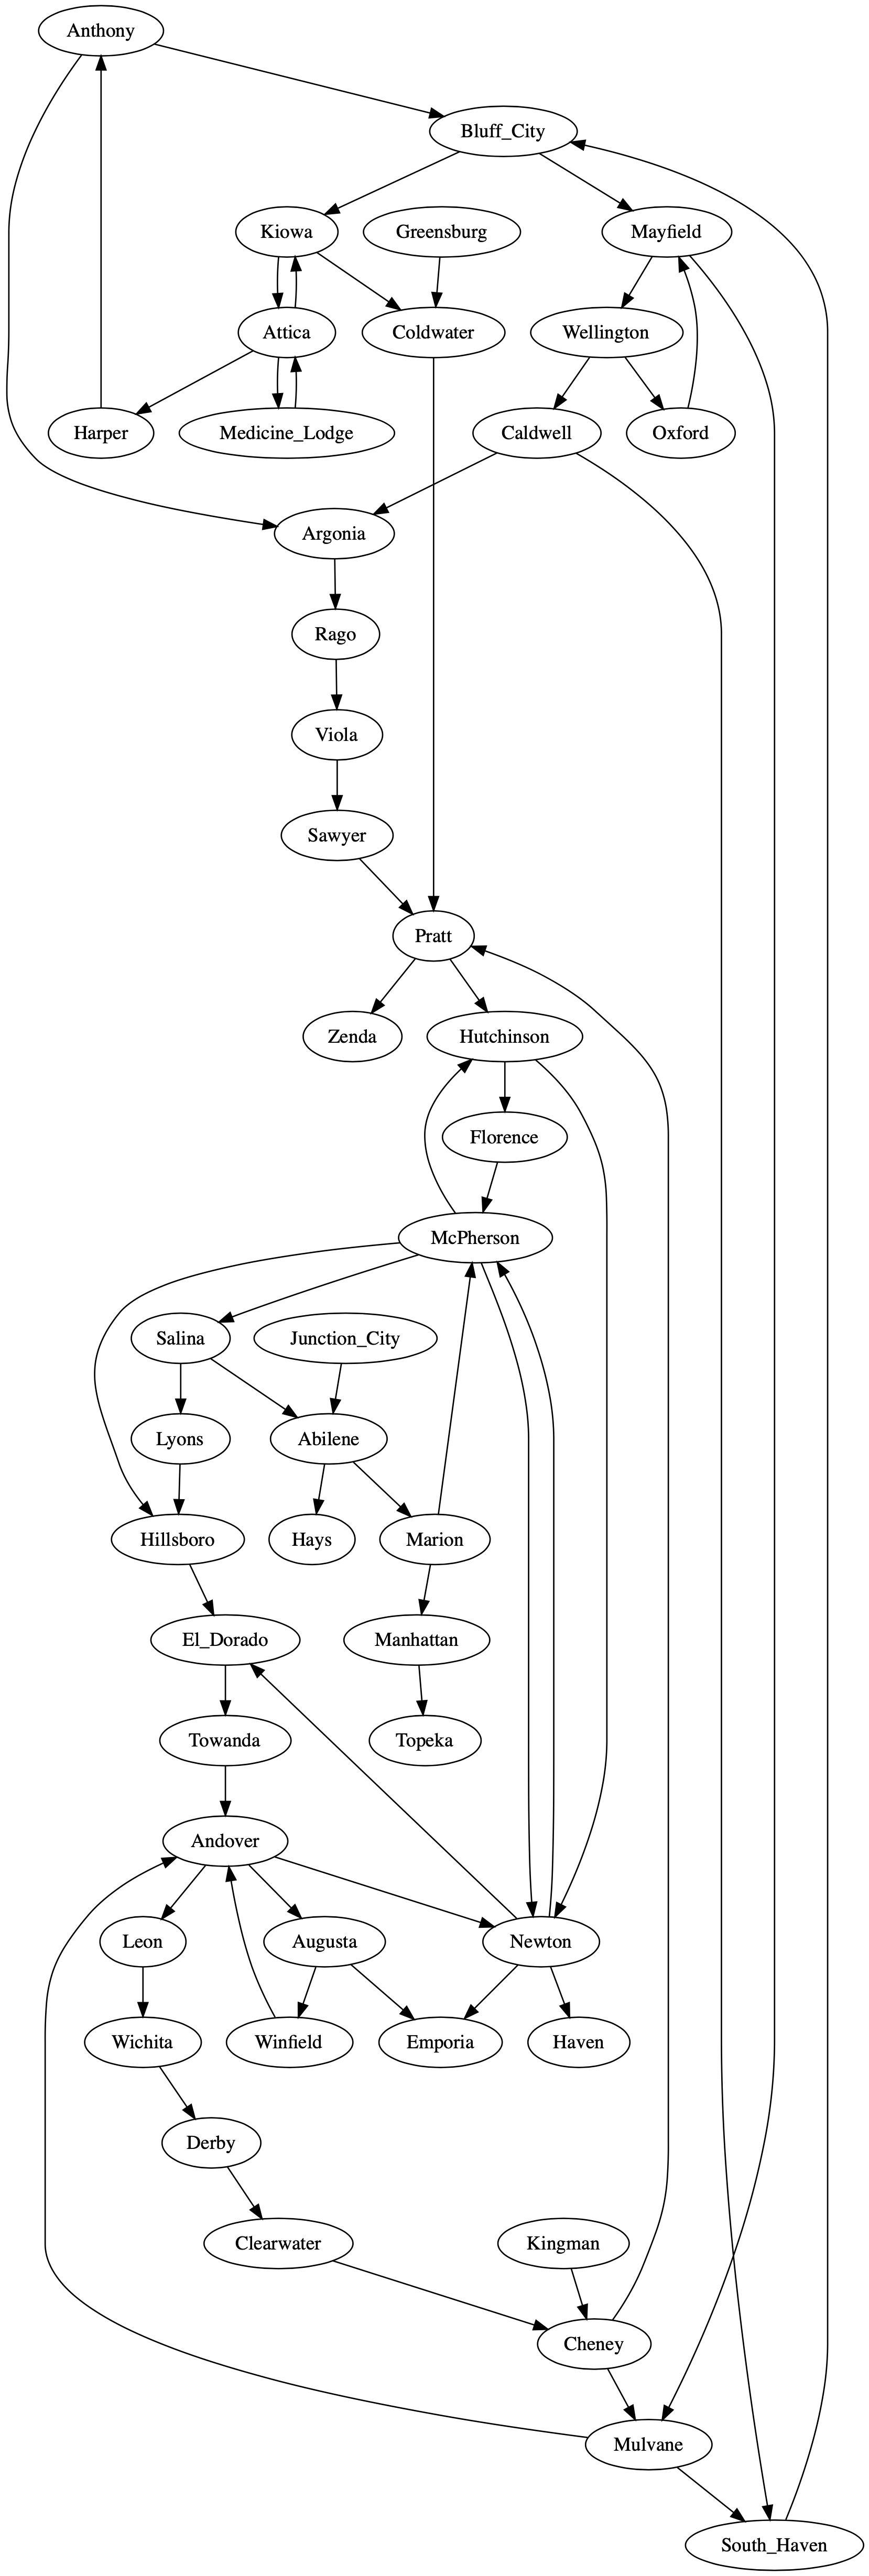 Anthony
Bluff_City
Kiowa
Greensburg
Mayfield
Attica
Coldwater
Wellington
Harper
Medicine_Lodge
Caldwell
Oxford
Argonia
Rago
Viola
Sawyer
Pratt
Zenda
Hutchinson
Florence
McPherson
Salina
Junction_City
Lyons
Abilene
Hillsboro
Hays
Marion
El_Dorado
Manhattan
Towanda
Topeka
Andover
Leon
Augusta
Newton
Wichita
Winfield
Emporia
Haven
Derby
Clearwater
Kingman
Cheney
Mulvane
South_Haven